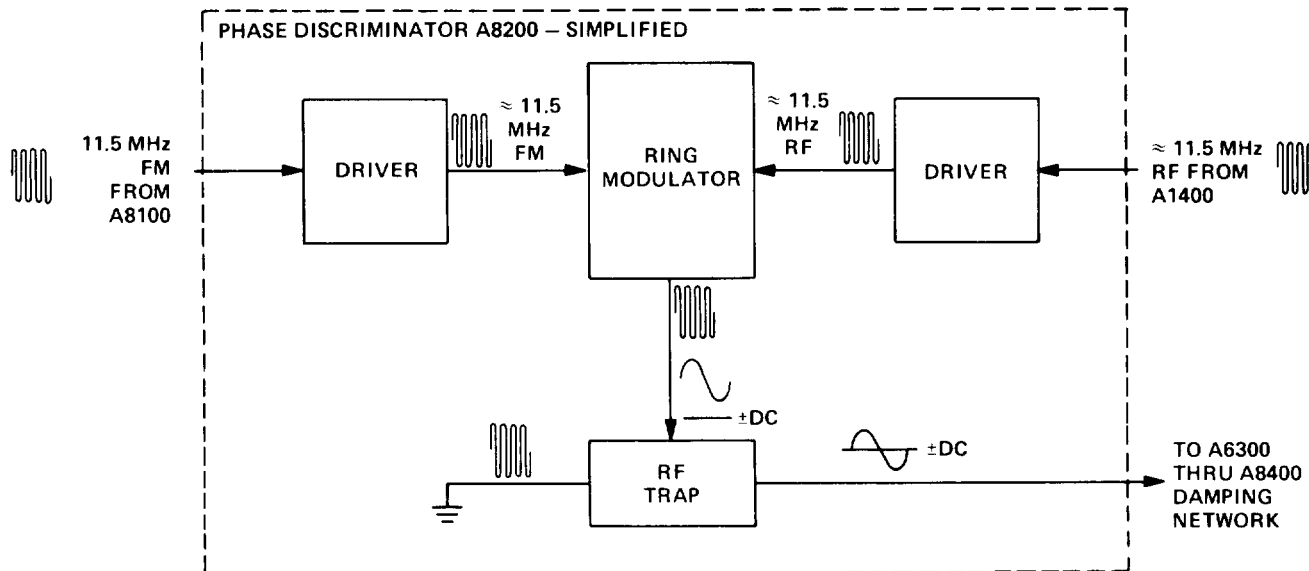 PHASE DISCRIMINATOR A8200 – SIMPLIFIED
11.5 MHz
FM
FROM
A8100
DRIVER
≈ 11.5
MHz
FM
RING
MODULATOR
≈ 11.5
MHz
RF
DRIVER
≈ 11.5 MHz
RF FROM
A1400
±DC
RF
TRAP
±DC
TO A6300
THRU A8400
DAMPING
NETWORK